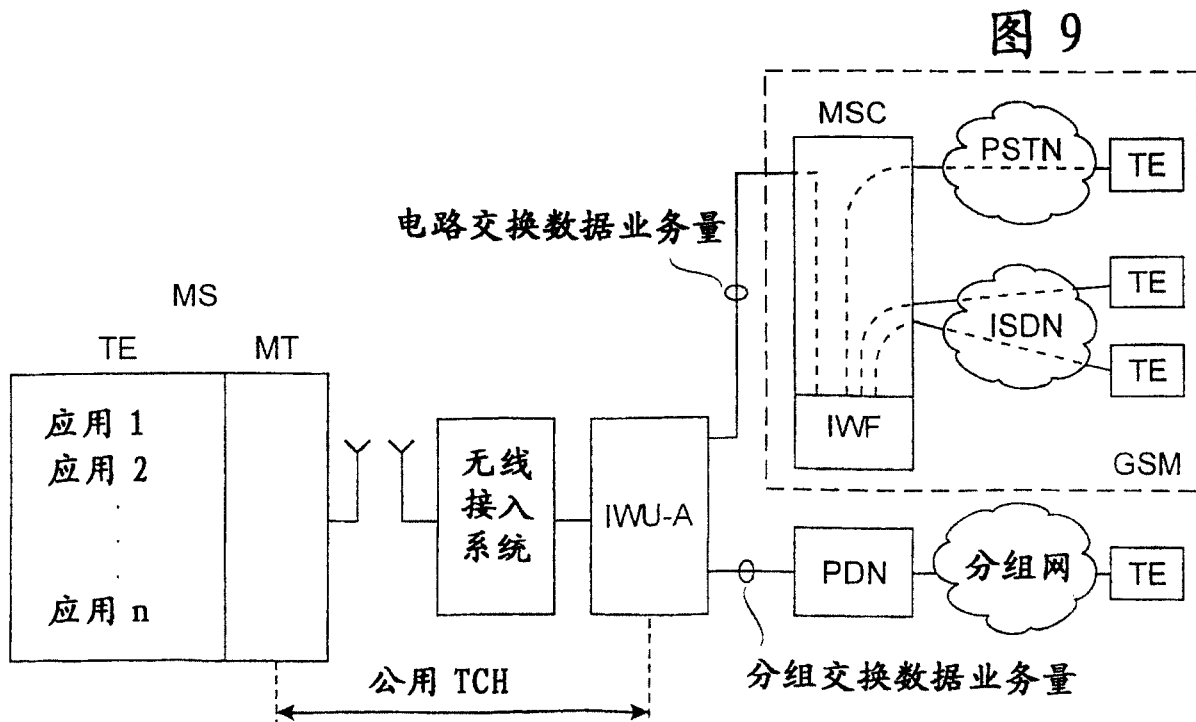 图 9
MSC
PSTN
TE
电路交换数据业务量
TE
ISDN
TE
IWF
GSM
MS
TE
MT
应用 1
应用 2
.
.
.
应用 n
无线
接入
系统
IWU-A
PDN
分组网
TE
公用 TCH
分组交换数据业务量